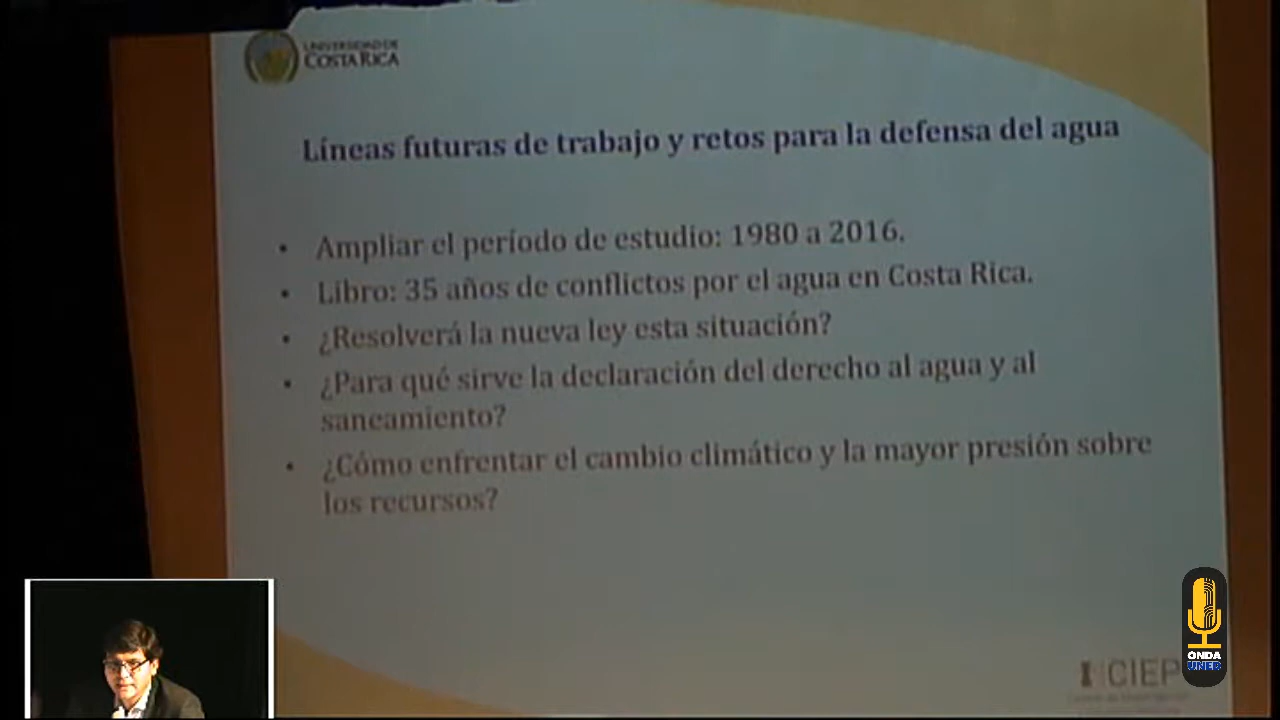 UNIVERSIDAD DE
COSTA RICA
Líneas futuras de trabajo y retos para la defensa del agua
• Ampliar el período de estudio: 1980 a 2016.
• Libro: 35 años de conflictos por el agua en Costa Rica.
• ¿Resolverá la nueva ley esta situación?
• ¿Para qué sirve la declaración del derecho al agua y al
saneamiento?
• ¿Cómo enfrentar el cambio climático y la mayor presión sobre
los recursos?
CIEP
ONDA
UNED